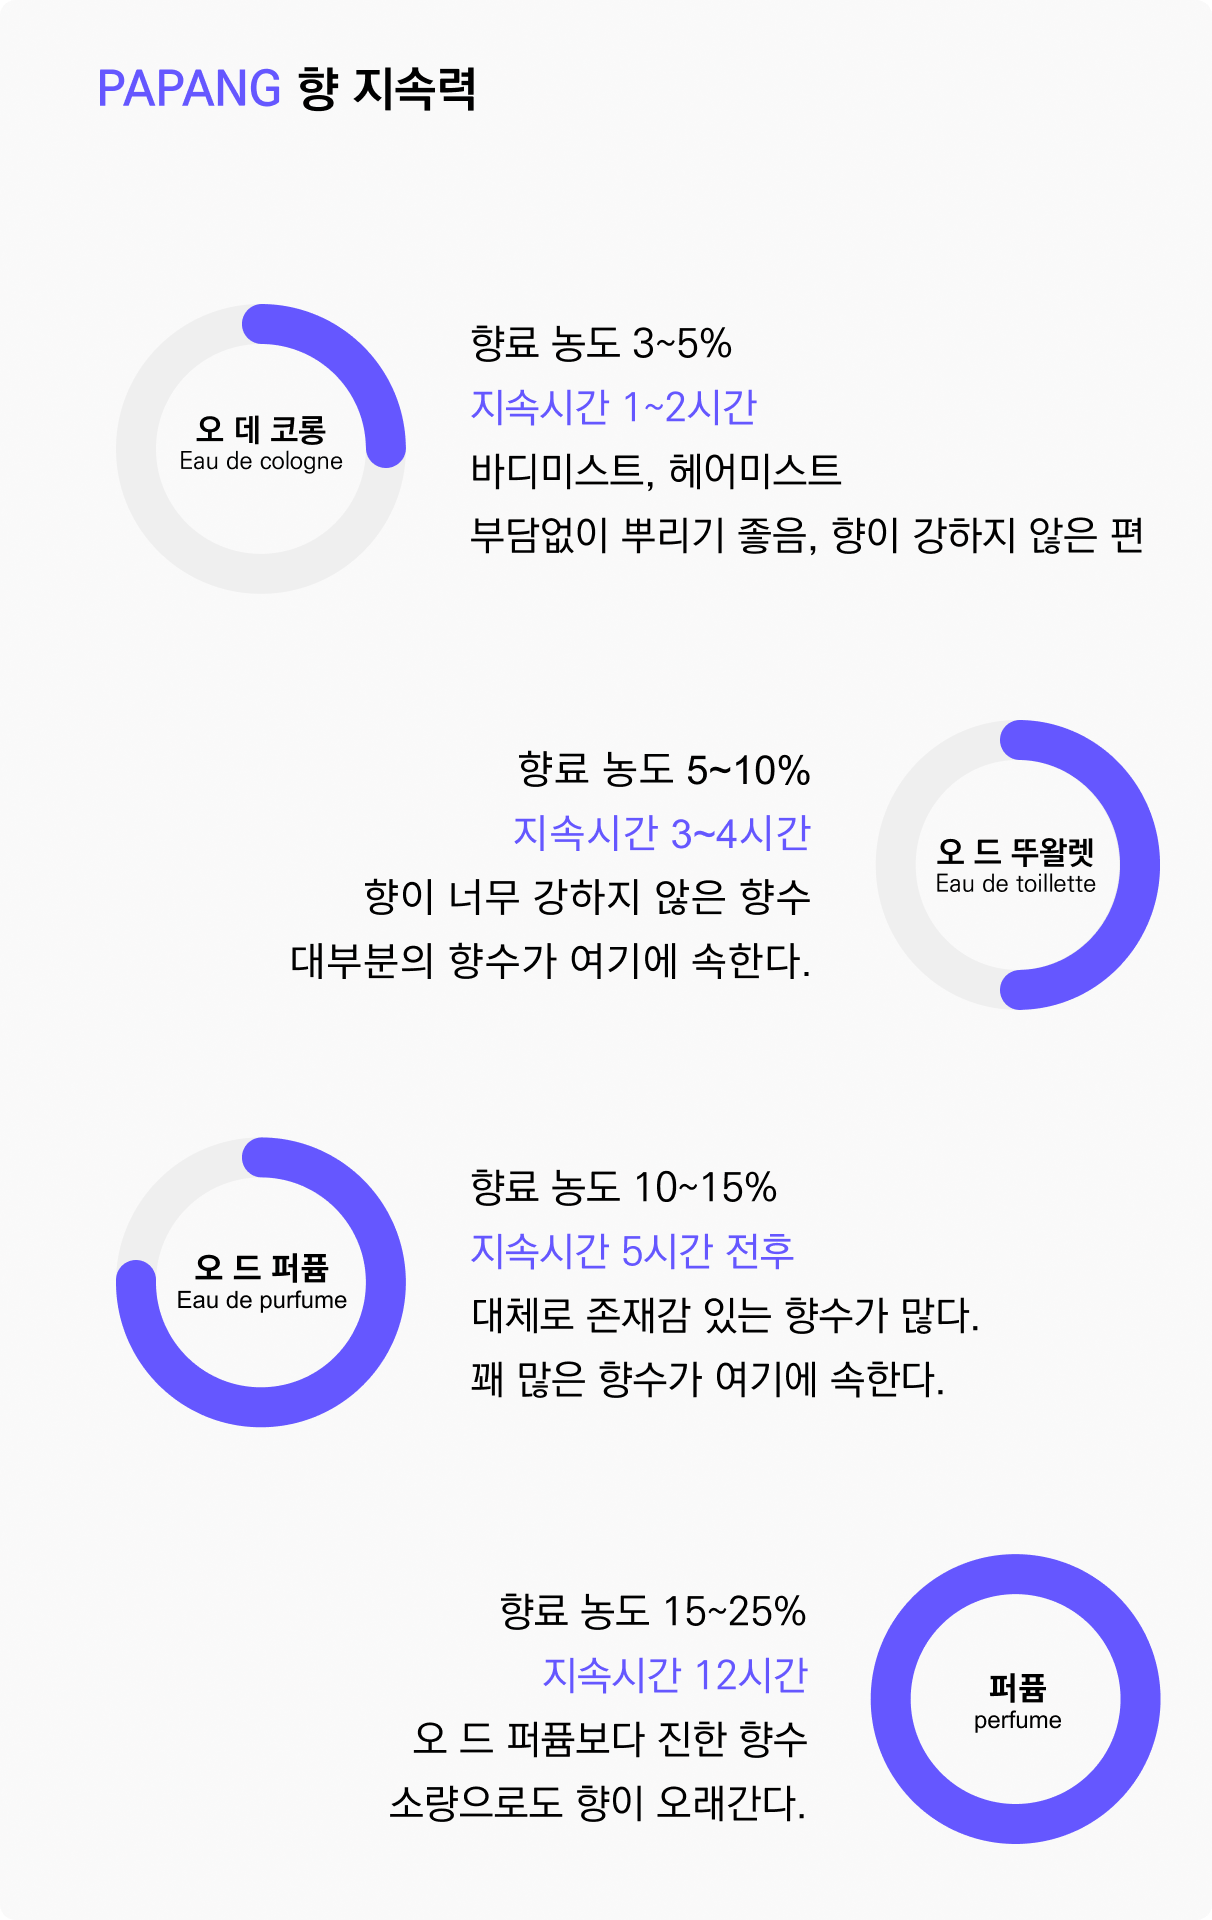 PAPANG 향 지속력
오 데 코롱
Eau de cologne
향료 농도 3~5%
지속시간 1~2시간
바디미스트, 헤어미스트
부담없이 뿌리기 좋음, 향이 강하지 않은 편
향료 농도 5~10%
지속시간 3~4시간
향이 너무 강하지 않은 향수
대부분의 향수가 여기에 속한다.
오 드 뚜왈렛
Eau de toillette
오 드 퍼퓸
Eau de purfume
향료 농도 10~15%
지속시간 5시간 전후
대체로 존재감 있는 향수가 많다.
꽤 많은 향수가 여기에 속한다.
향료 농도 15~25%
지속시간 12시간
오 드 퍼퓸보다 진한 향수
소량으로도 향이 오래간다.
퍼퓸
perfume